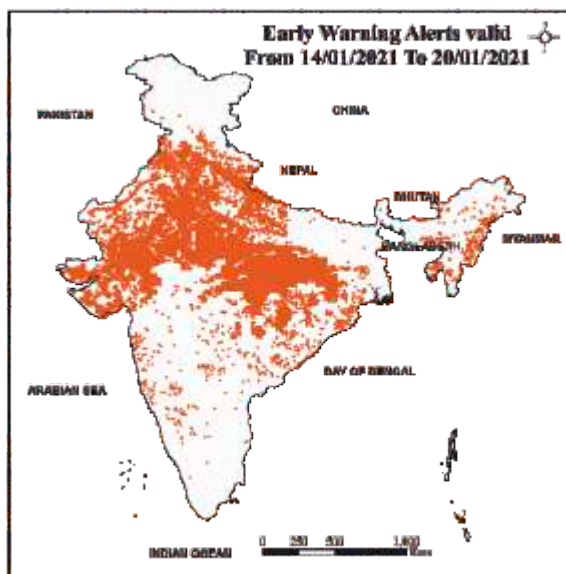 Early Warning Alerts valid
From 14/01/2021 To 20/01/2021
PAKISTAN
CHINA
NEPAL
BHUTAN
BANGLADESH
MYANMAR
ARABIAN SEA
BAY OF BENGAL
0 250 500 1,000
Kms
INDIAN OCEAN